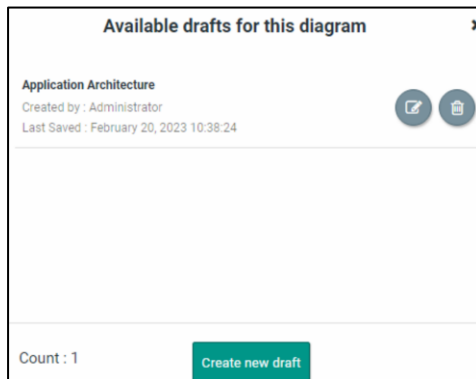 Available drafts for this diagram
Application Architecture
Created by : Administrator
Last Saved : February 20, 2023 10:38:24
Count : 1
Create new draft